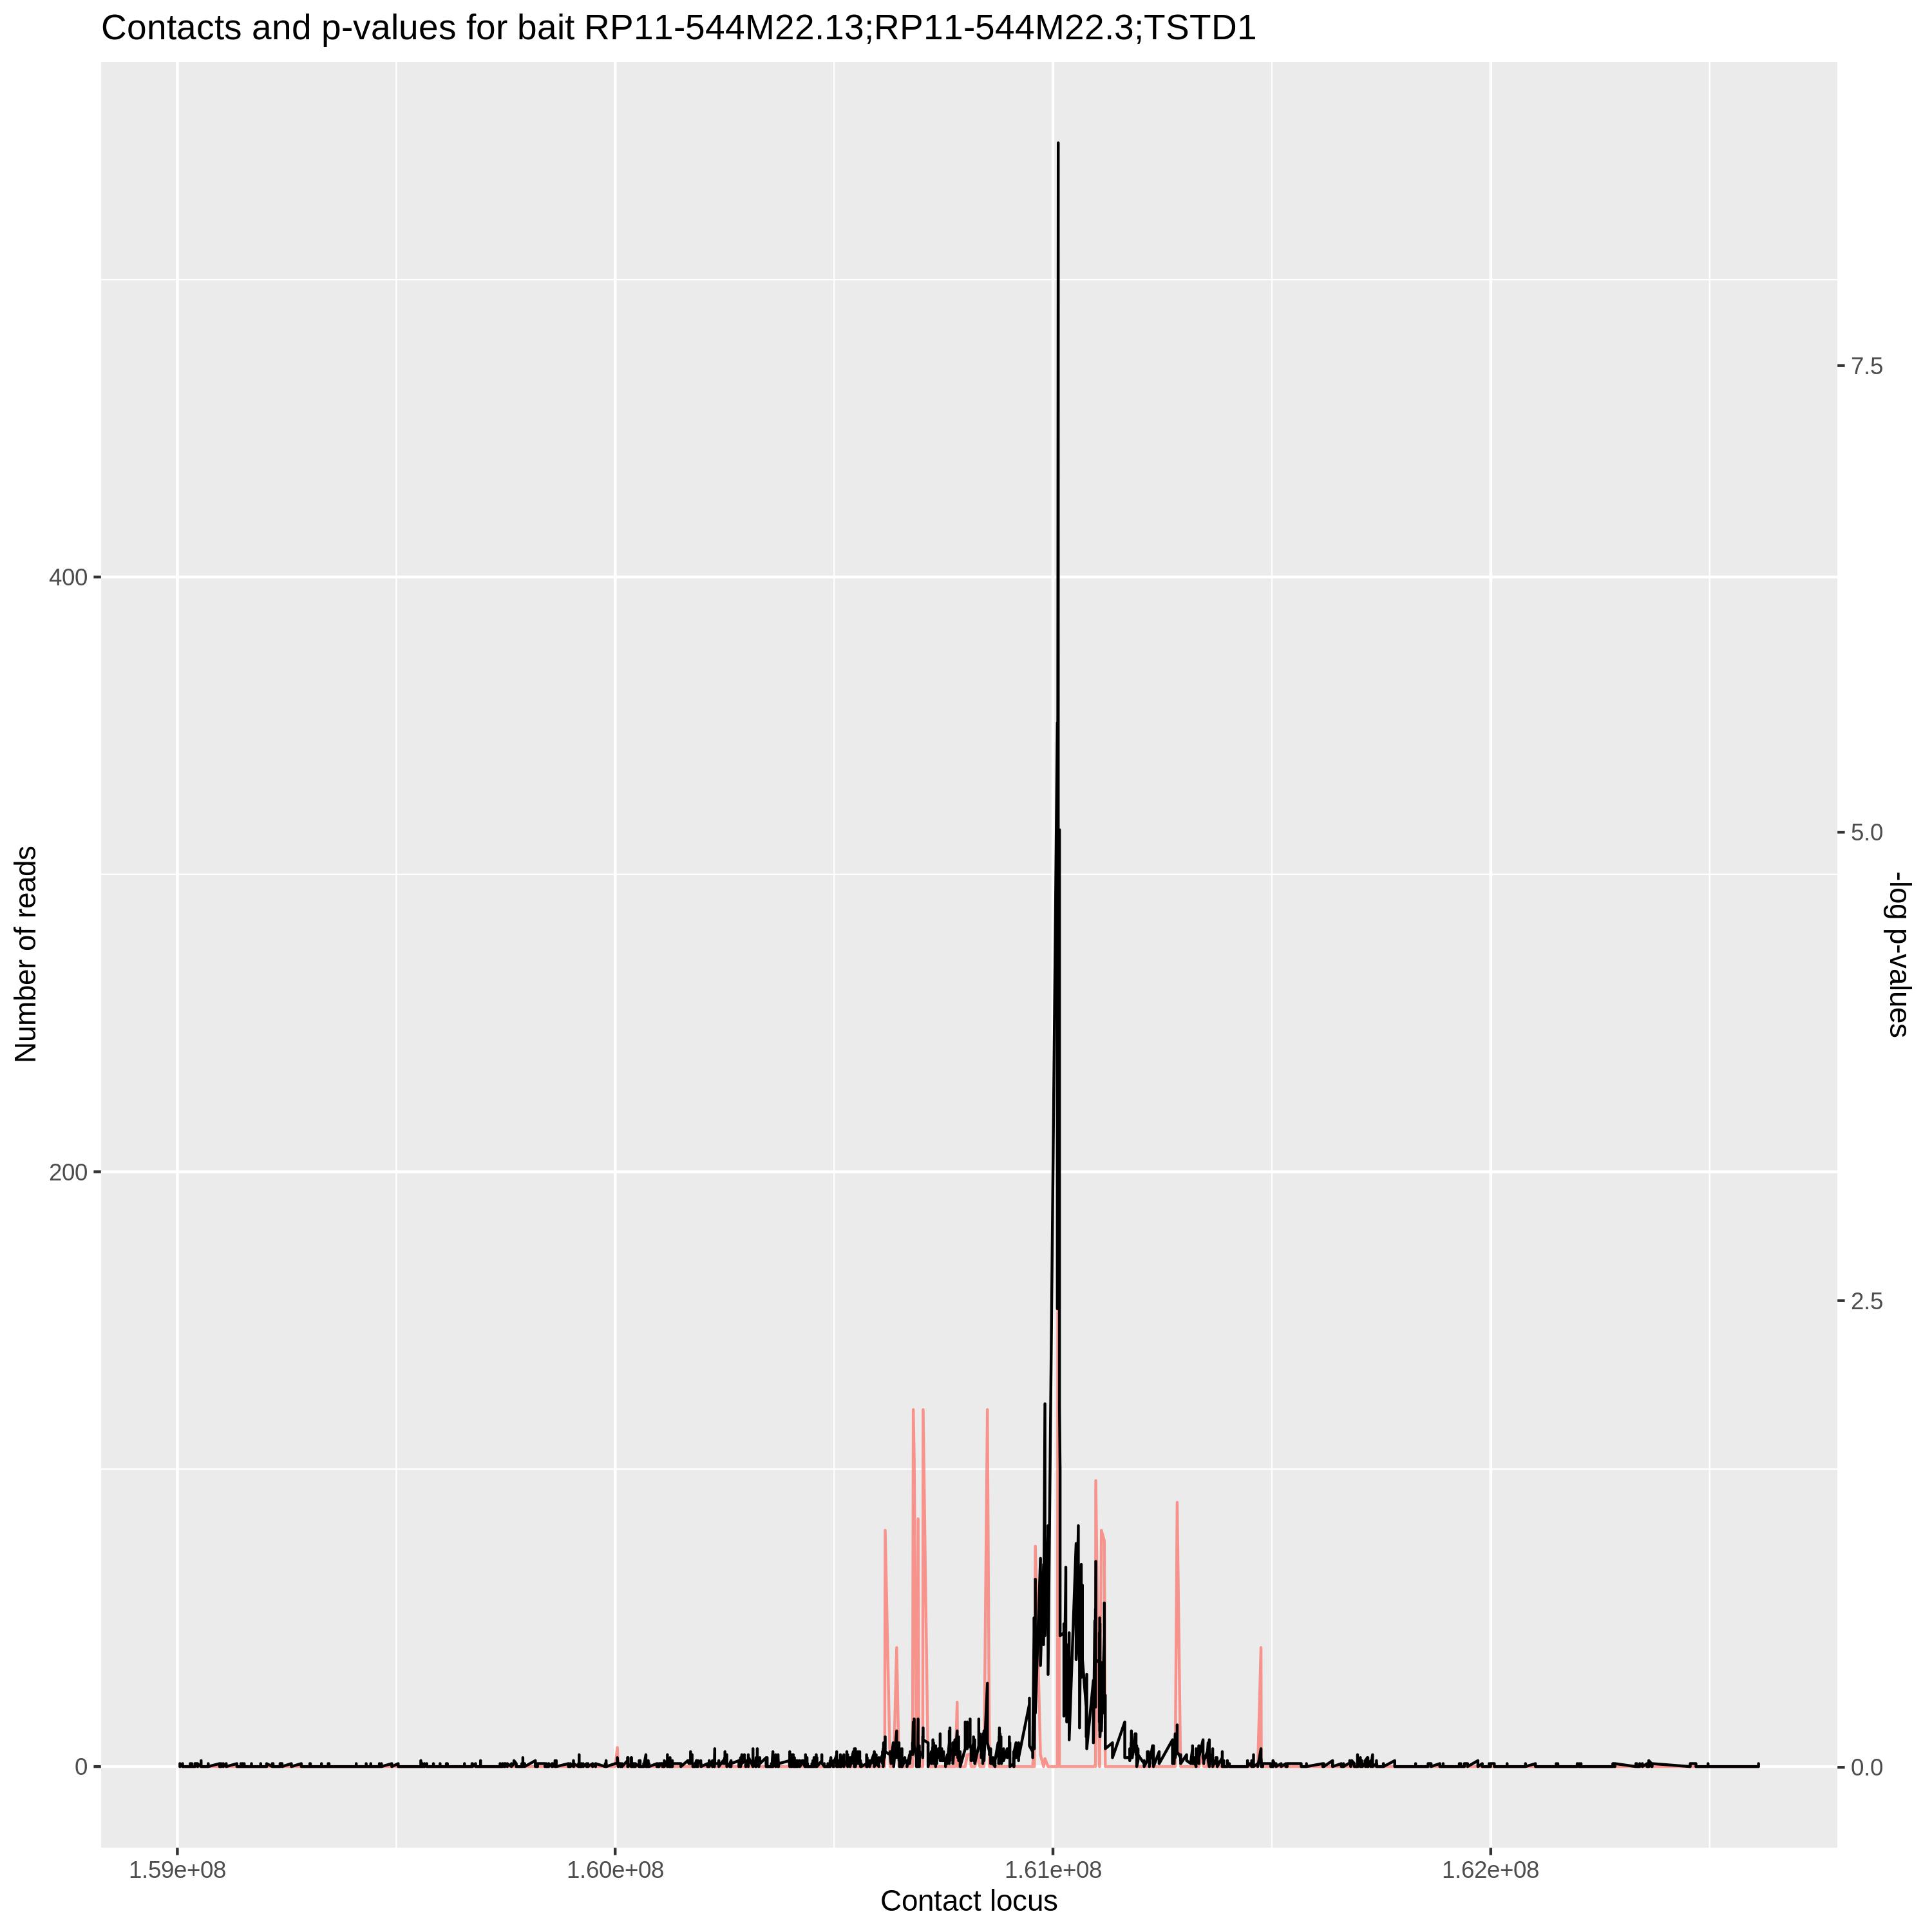 Contacts and p-values for bait RP11-544M22.13;RP11-544M22.3;TSTD1
Number of reads
400
200
0
7.5
5.0
2.5
0.0
-log p-values
1.59e+08
1.60e+08
1.61e+08
1.62e+08
Contact locus